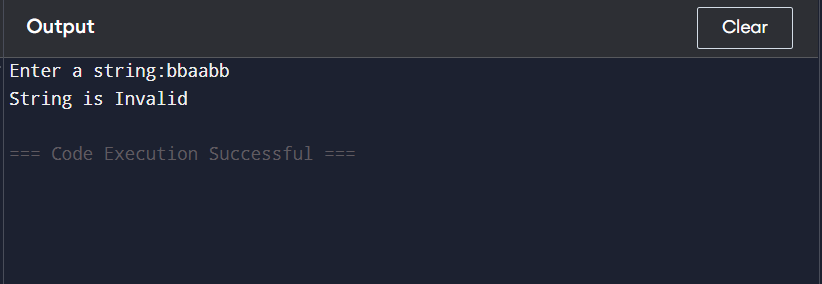 Output
Clear
Enter a string:bbaabb
String is Invalid
=== Code Execution Successful ===